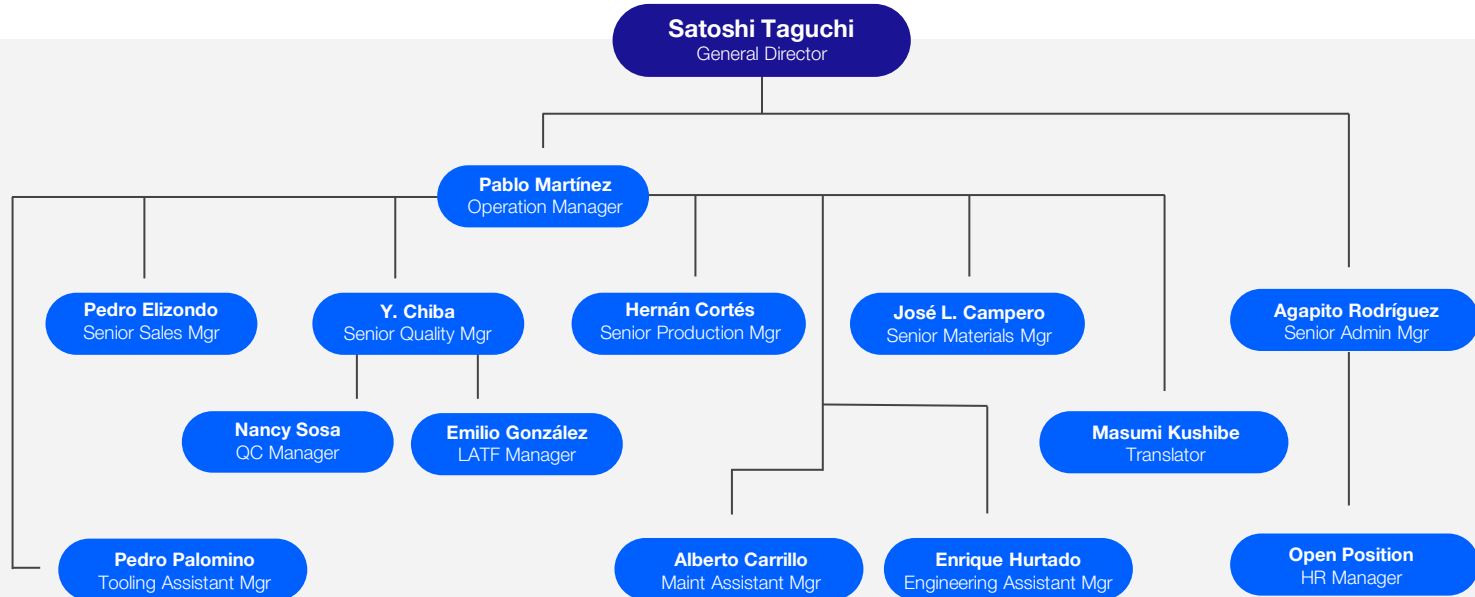 Satoshi Taguchi
General Director
Pablo Martínez
Operation Manager
Pedro Elizondo
Senior Sales Mgr
Y. Chiba
Senior Quality Mgr
Hernán Cortés
Senior Production Mgr
José L. Campero
Senior Materials Mgr
Agapito Rodríguez
Senior Admin Mgr
Nancy Sosa
QC Manager
Emilio González
LATF Manager
Masumi Kushibe
Translator
Pedro Palomino
Tooling Assistant Mgr
Alberto Carrillo
Maint Assistant Mgr
Enrique Hurtado
Engineering Assistant Mgr
Open Position
HR Manager